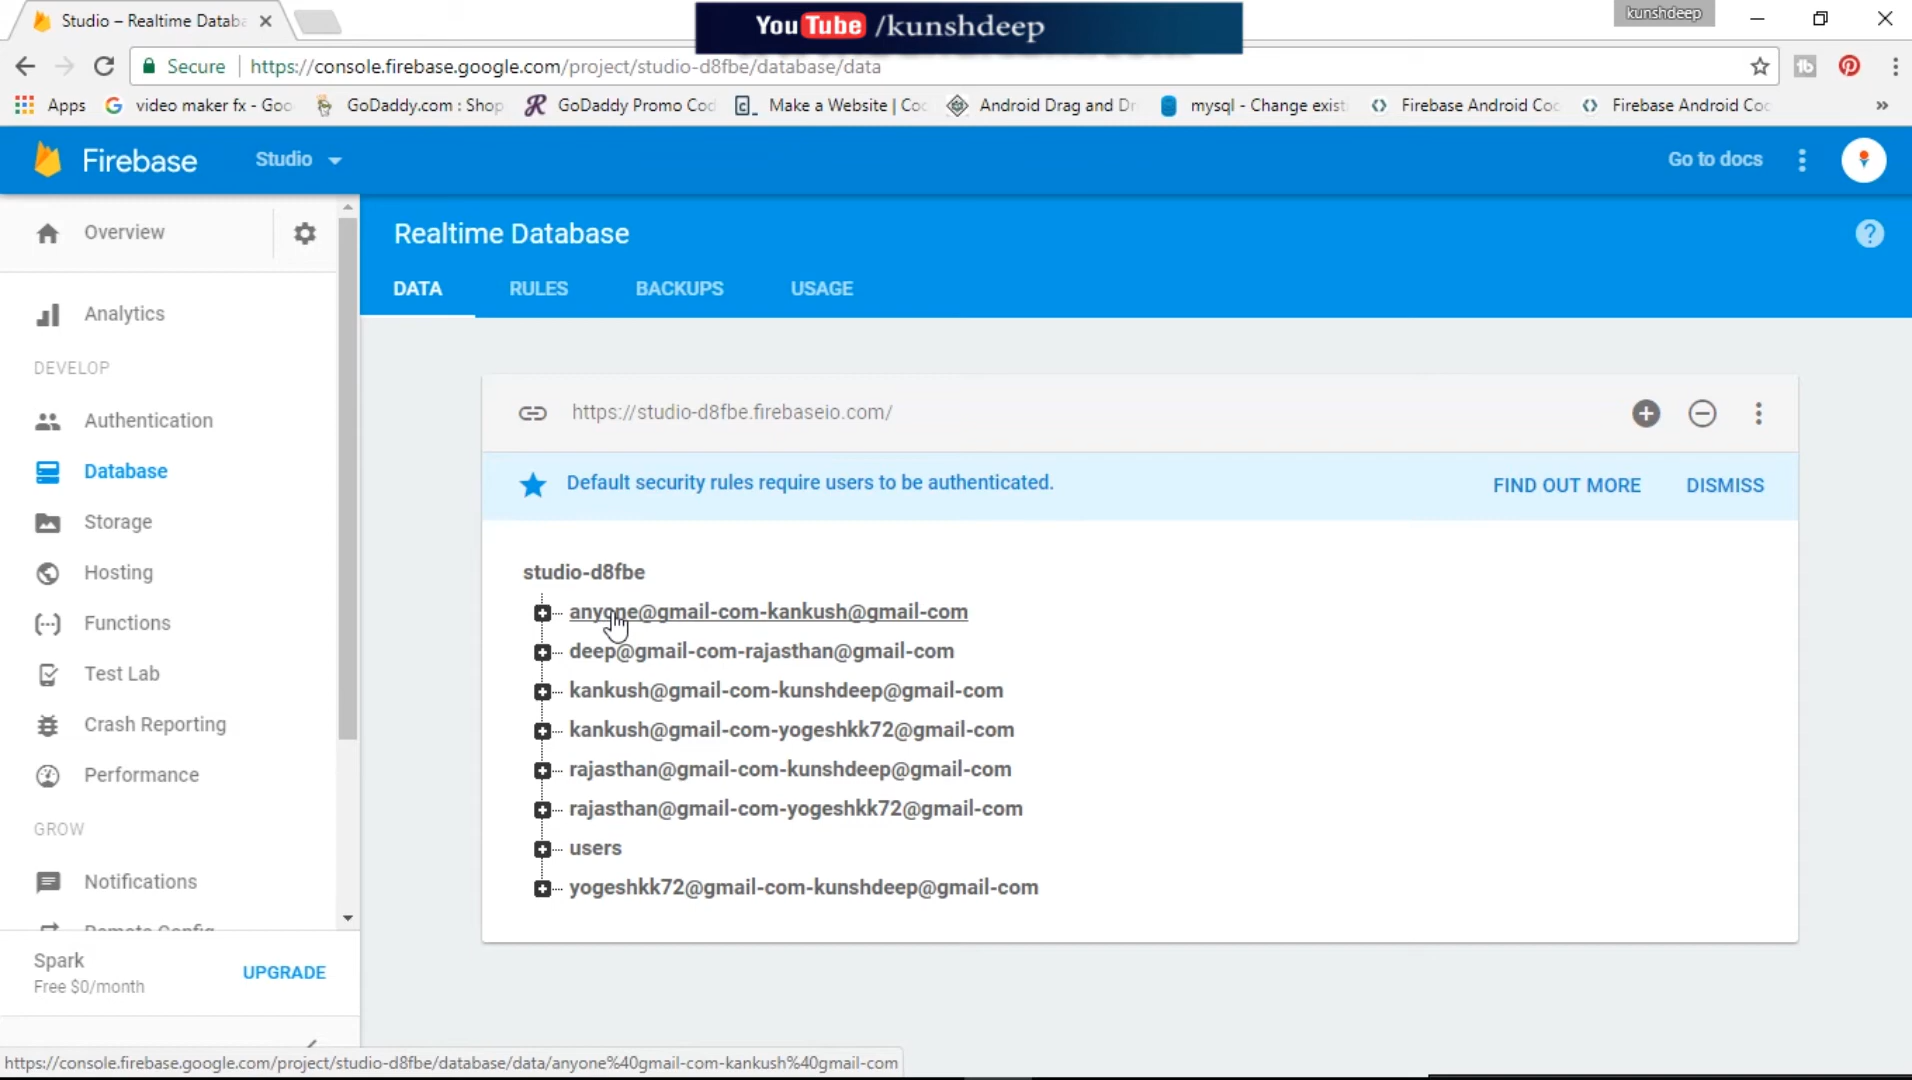 Studio – Realtime Databa
YouTube /kunshdeep
kunshdeep
Secure
https://console.firebase.google.com/project/studio-d8fbe/database/data
Apps
video maker fx - Goo
GoDaddy.com : Shop
GoDaddy Promo Cod
Make a Website | Coc
Android Drag and Dr
mysql - Change exist
Firebase Android Coc
Firebase Android Coc
Firebase
Studio
Go to docs
Overview
Analytics
DEVELOP
Authentication
Database
Storage
Hosting
Functions
Test Lab
Crash Reporting
Performance
GROW
Notifications
Remote Config
Spark
Free $0/month
UPGRADE
Realtime Database
DATA
RULES
BACKUPS
USAGE
https://studio-d8fbe.firebaseio.com/
Default security rules require users to be authenticated.
FIND OUT MORE
DISMISS
studio-d8fbe
anyone@gmail-com-kankush@gmail-com
deep@gmail-com-rajasthan@gmail-com
kankush@gmail-com-kunshdeep@gmail-com
kankush@gmail-com-yogeshkk72@gmail-com
rajasthan@gmail-com-kunshdeep@gmail-com
rajasthan@gmail-com-yogeshkk72@gmail-com
users
yogeshkk72@gmail-com-kunshdeep@gmail-com
https://console.firebase.google.com/project/studio-d8fbe/database/data/anyone%40gmail-com-kankush%40gmail-com